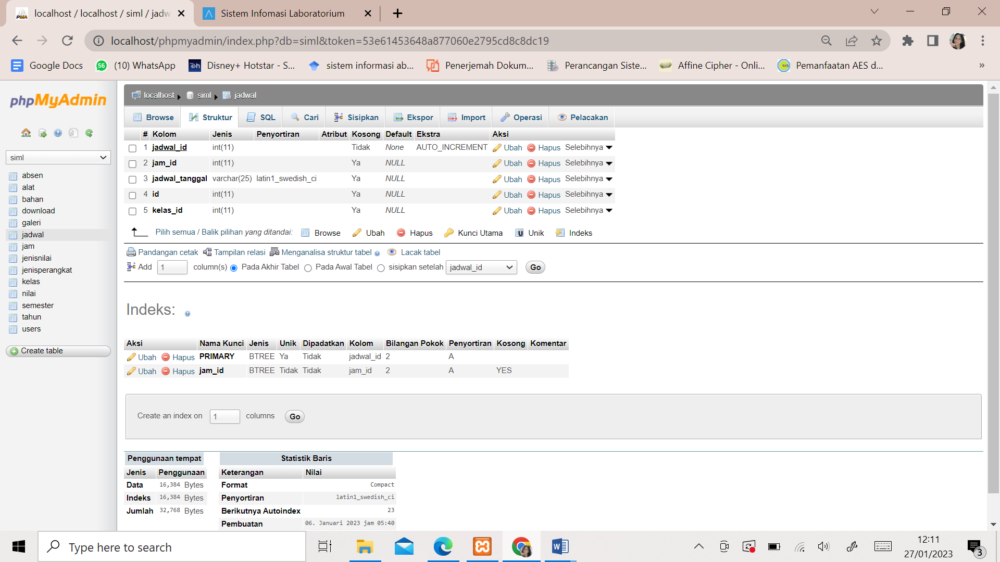 localhost / localhost / siml / jadw
Sistem Infomasi Laboratorium
localhost/phpmyadmin/index.php?db=siml&token=53e61453648a877060e2795cd8c8dc19
Google Docs
56 (10) WhatsApp
Disney+ Hotstar - S...
sistem informasi ab...
Penerjemah Dokum...
Perancangan Siste...
Affine Cipher - Onli...
Pemanfaatan AES d...
»
phpMyAdmin
siml
absen
alat
bahan
download
galeri
jadwal
jam
jenisnilai
jenisperangkat
kelas
nilai
semester
tahun
users
Create table
localhost siml jadwal
Browse Struktur SQL Cari Sisipkan Ekspor Import Operasi Pelacakan
# Kolom Jenis Penyortiran Atribut Kosong Default Ekstra Aksi
1 jadwal_id int(11) Tidak None AUTO_INCREMENT Ubah Hapus Selebihnya
2 jam_id int(11) Ya NULL Ubah Hapus Selebihnya
3 jadwal_tanggal varchar(25) latin1_swedish_ci Ya NULL Ubah Hapus Selebihnya
4 id int(11) Ya NULL Ubah Hapus Selebihnya
5 kelas_id int(11) Ya NULL Ubah Hapus Selebihnya
Pilih semua / Balik pilihan yang ditandai: Browse Ubah Hapus Kunci Utama Unik Indeks
Pandangan cetak Tampilan relasi Menganalisa struktur tabel Lacak tabel
Add 1 column(s) Pada Akhir Tabel Pada Awal Tabel sisipkan setelah jadwal_id Go
Indeks:
Aksi Nama Kunci Jenis Unik Dipadatkan Kolom Bilangan Pokok Penyortiran Kosong Komentar
Ubah Hapus PRIMARY BTREE Ya Tidak jadwal_id 2 A
Ubah Hapus jam_id BTREE Tidak Tidak jam_id 2 A YES
Create an index on 1 columns Go
Penggunaan tempat
Jenis Penggunaan
Data 16,384 Bytes
Indeks 16,384 Bytes
Jumlah 32,768 Bytes
Statistik Baris
Keterangan Nilai
Format Compact
Penyortiran latin1_swedish_ci
Berikutnya Autoindex 23
Pembuatan 06. Januari 2023 jam 05:40
Type here to search
12:11
27/01/2023
3